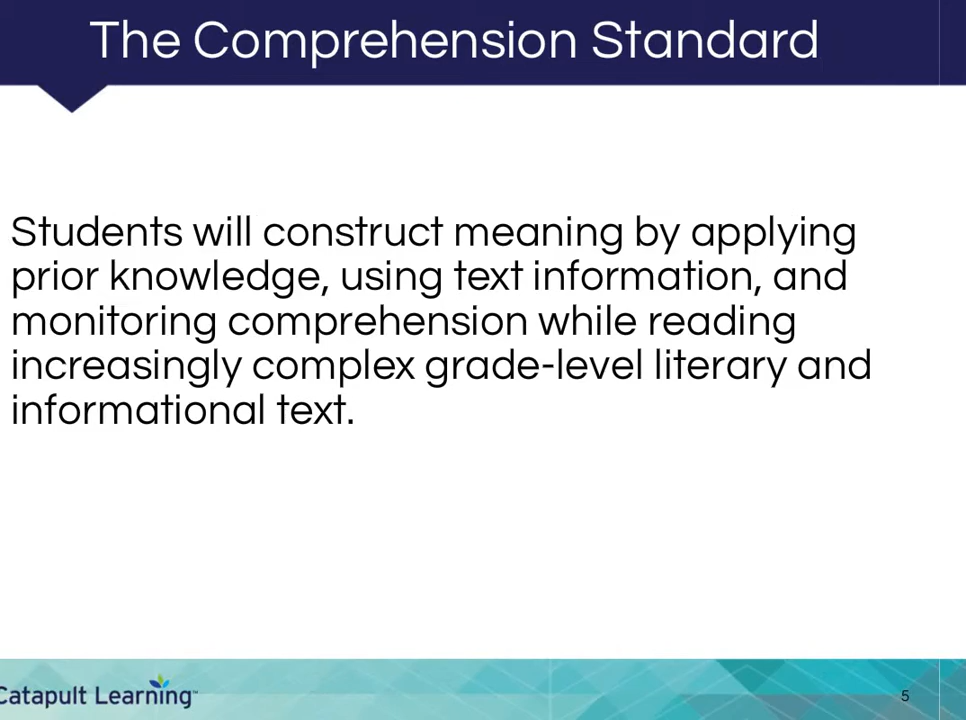 The Comprehension Standard
Students will construct meaning by applying
prior knowledge, using text information, and
monitoring comprehension while reading
increasingly complex grade-level literary and
informational text.
Catapult Learning™
5